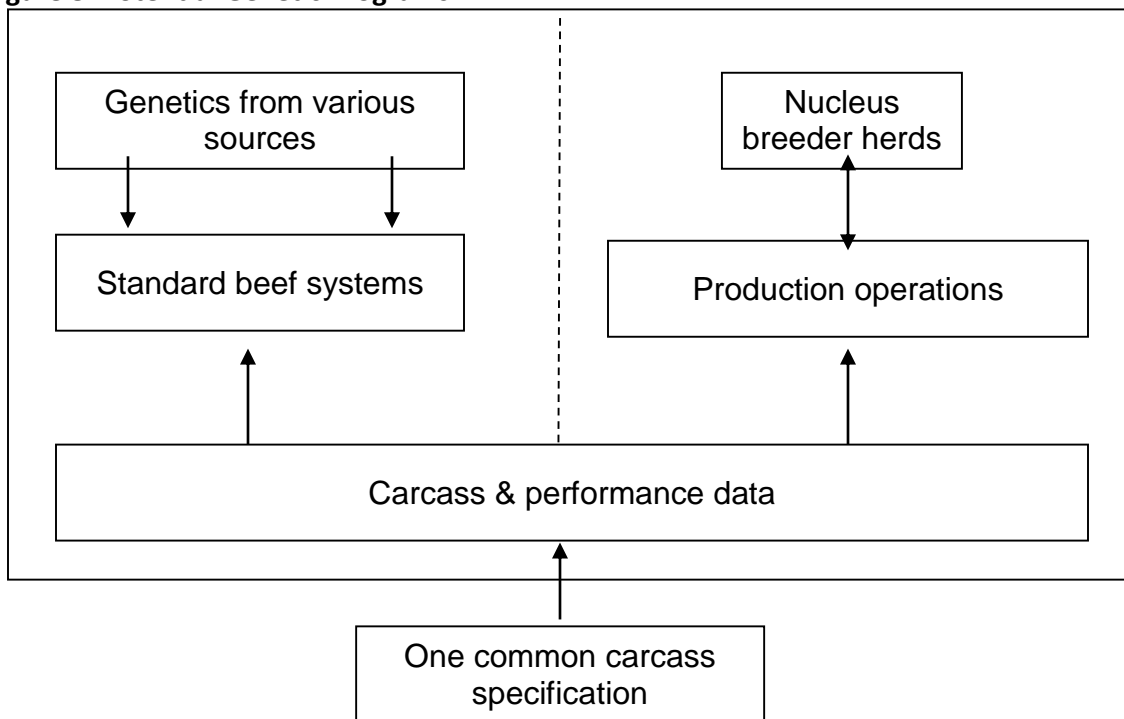 Genetics from various
sources
Nucleus
breeder herds
Standard beef systems
Production operations
Carcass & performance data
One common carcass
specification